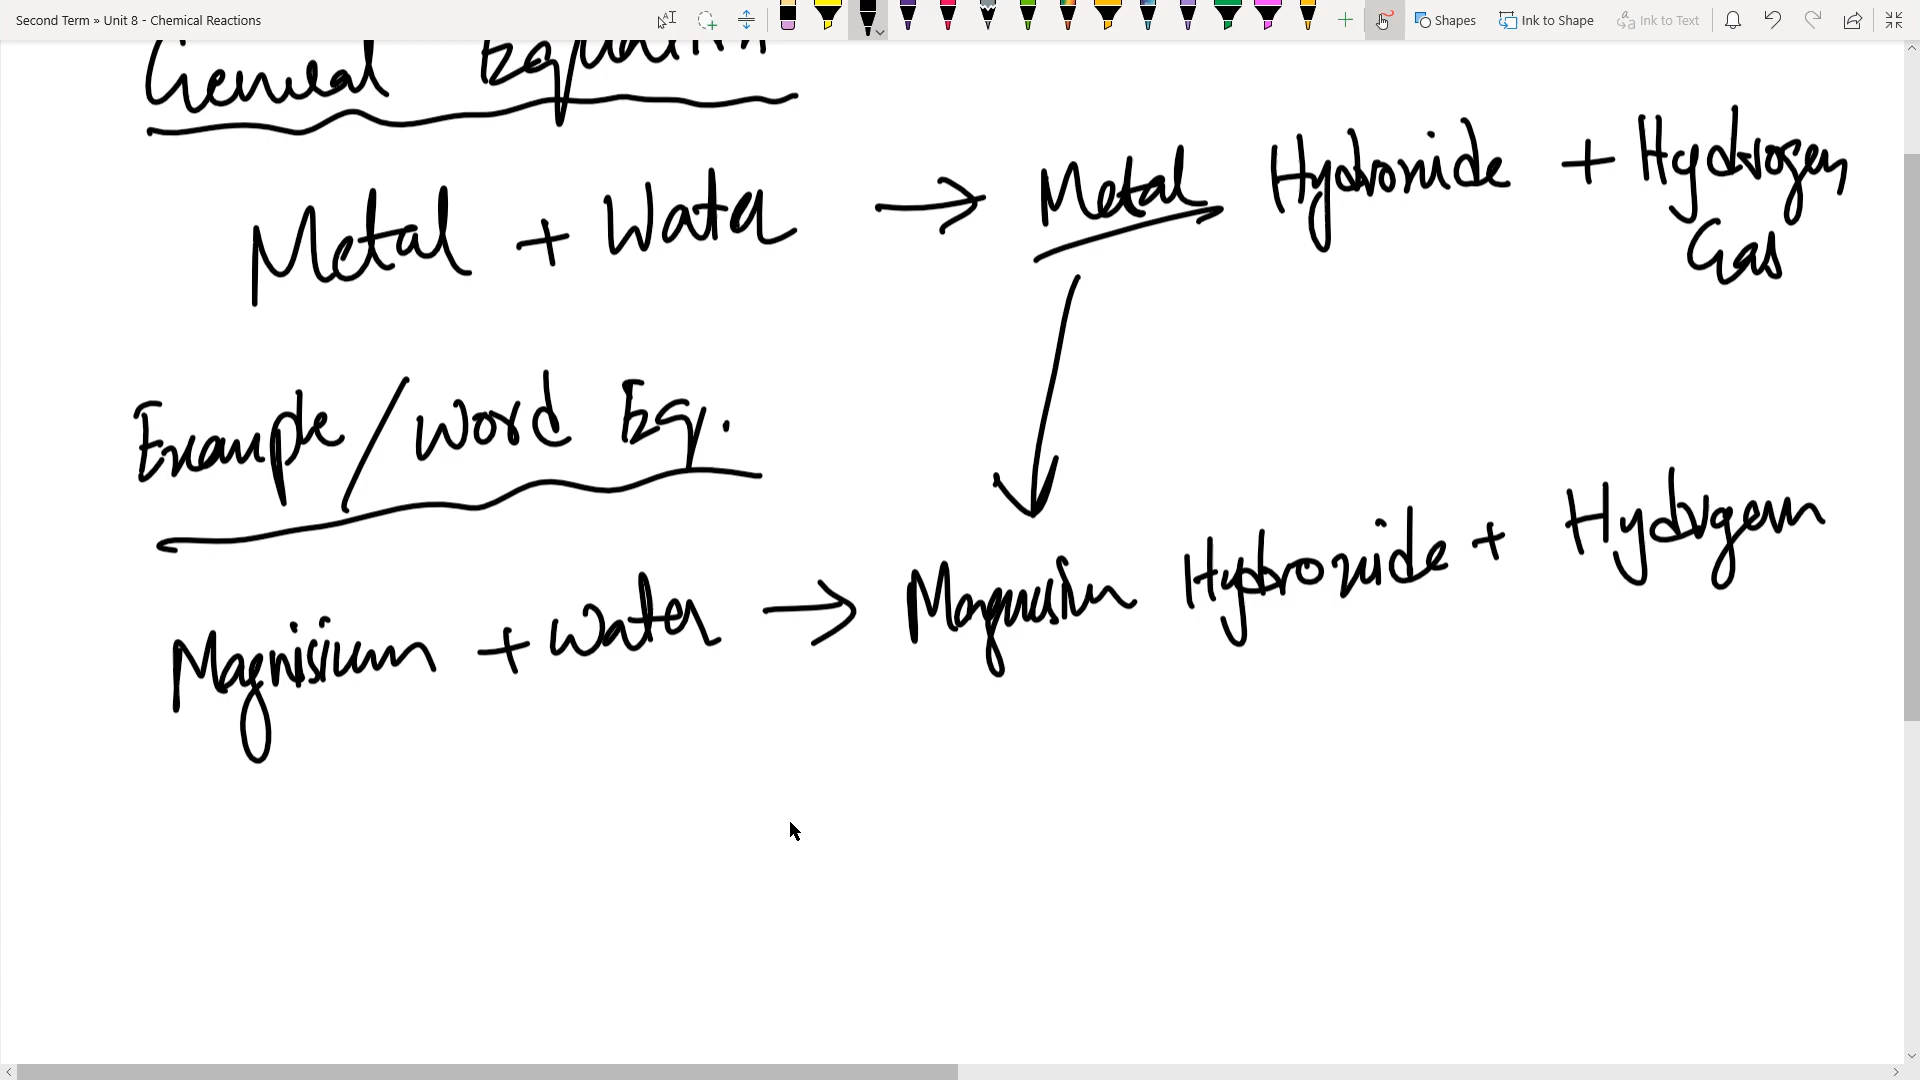 Second Term » Unit 8 - Chemical Reactions
Shapes Ink to Shape Ink to Text
General Equation
Metal + Water → Metal Hydroxide + Hydrogen
Gas
Example/Word Eq.
Magnisium + Water → Magnesium Hydroxide + Hydrogen